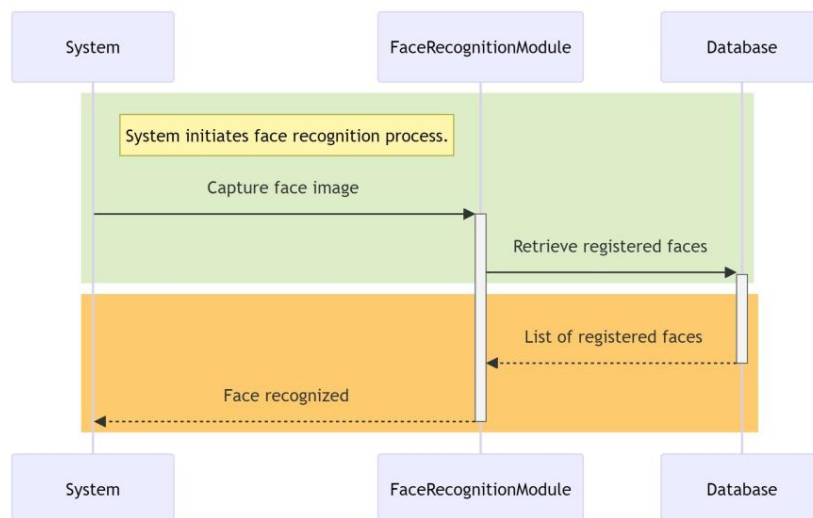 System
FaceRecognitionModule
Database
System initiates face recognition process.
Capture face image
Retrieve registered faces
List of registered faces
Face recognized
System
FaceRecognitionModule
Database